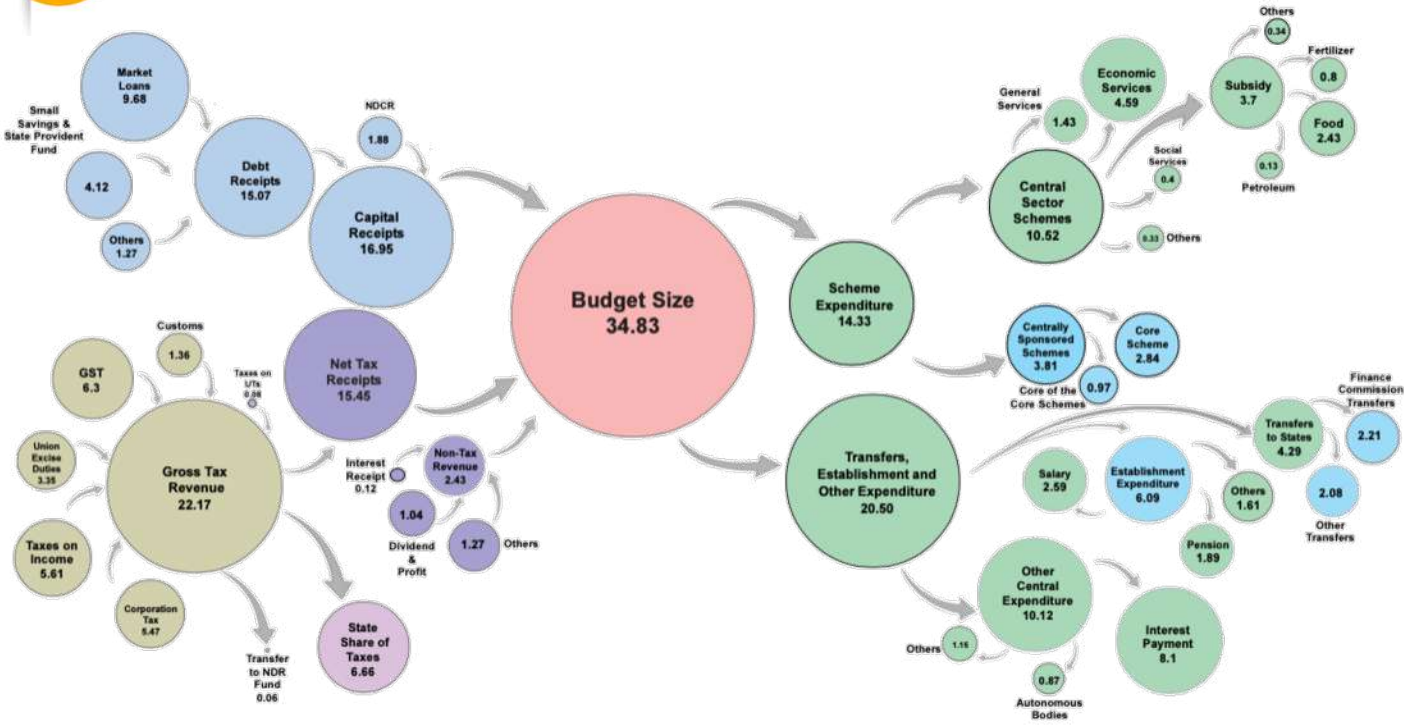 Market
Loans
9.68
Small
Savings &
State Provident
Fund
4.12
Others
1.27
Debt
Receipts
15.07
NDCR
1.88
Capital
Receipts
16.95
Budget Size
34.83
Net Tax
Receipts
15.45
Customs
1.36
GST
6.3
Taxes on
UTs
Union
Excise
Duties
3.35
Gross Tax
Revenue
22.17
Taxes on
Income
5.61
Corporation
Tax
5.47
Transfer
to NDR
Fund
0.06
State
Share of
Taxes
6.66
Interest
Receipt
0.12
Non-Tax
Revenue
2.43
1.04
Dividend
&
Profit
1.27
Others
Scheme
Expenditure
14.33
Central
Sector
Schemes
10.52
General
Services
1.43
Economic
Services
4.59
Subsidy
3.7
Others
0.34
Fertilizer
0.8
Food
2.43
0.13
Petroleum
Social
Services
0.4
0.33
Others
Centrally
Sponsored
Schemes
3.81
Core
Scheme
2.84
0.97
Core of the
Core Schemes
Transfers,
Establishment and
Other Expenditure
20.50
Transfers
to States
4.29
Finance
Commission
Transfers
2.21
2.08
Other
Transfers
Salary
2.59
Establishment
Expenditure
6.09
Others
1.61
Pension
1.89
Other
Central
Expenditure
10.12
Interest
Payment
8.1
Others
1.15
0.87
Autonomous
Bodies